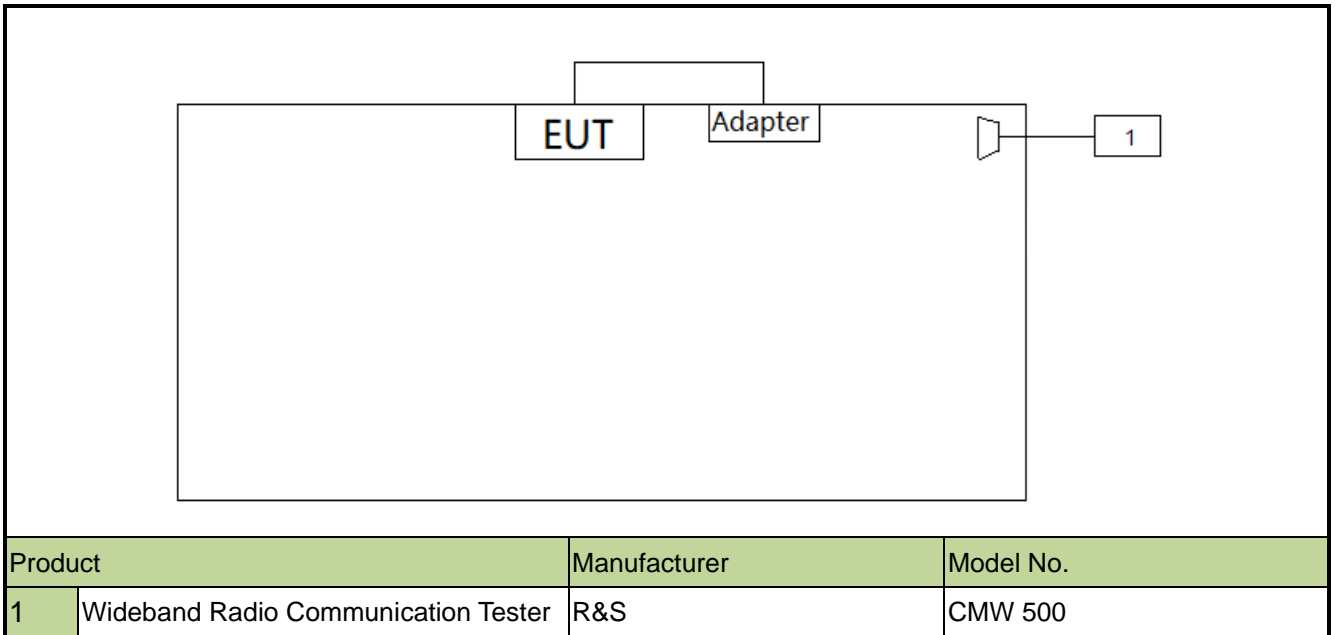 EUT
Adapter
1
Product Manufacturer Model No.
1 Wideband Radio Communication Tester R&S CMW 500